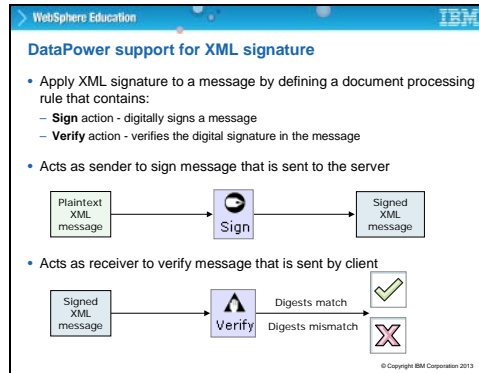 WebSphere Education
IBM
DataPower support for XML signature
• Apply XML signature to a message by defining a document processing
rule that contains:
– Sign action - digitally signs a message
– Verify action - verifies the digital signature in the message
• Acts as sender to sign message that is sent to the server
Plaintext
XML
message
Sign
Signed
XML
message
• Acts as receiver to verify message that is sent by client
Signed
XML
message
Verify
Digests match
Digests mismatch
© Copyright IBM Corporation 2013